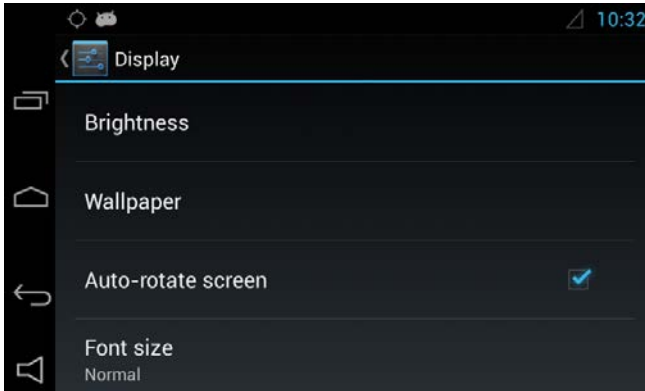 10:32
Display
Brightness
Wallpaper
Auto-rotate screen
Font size
Normal